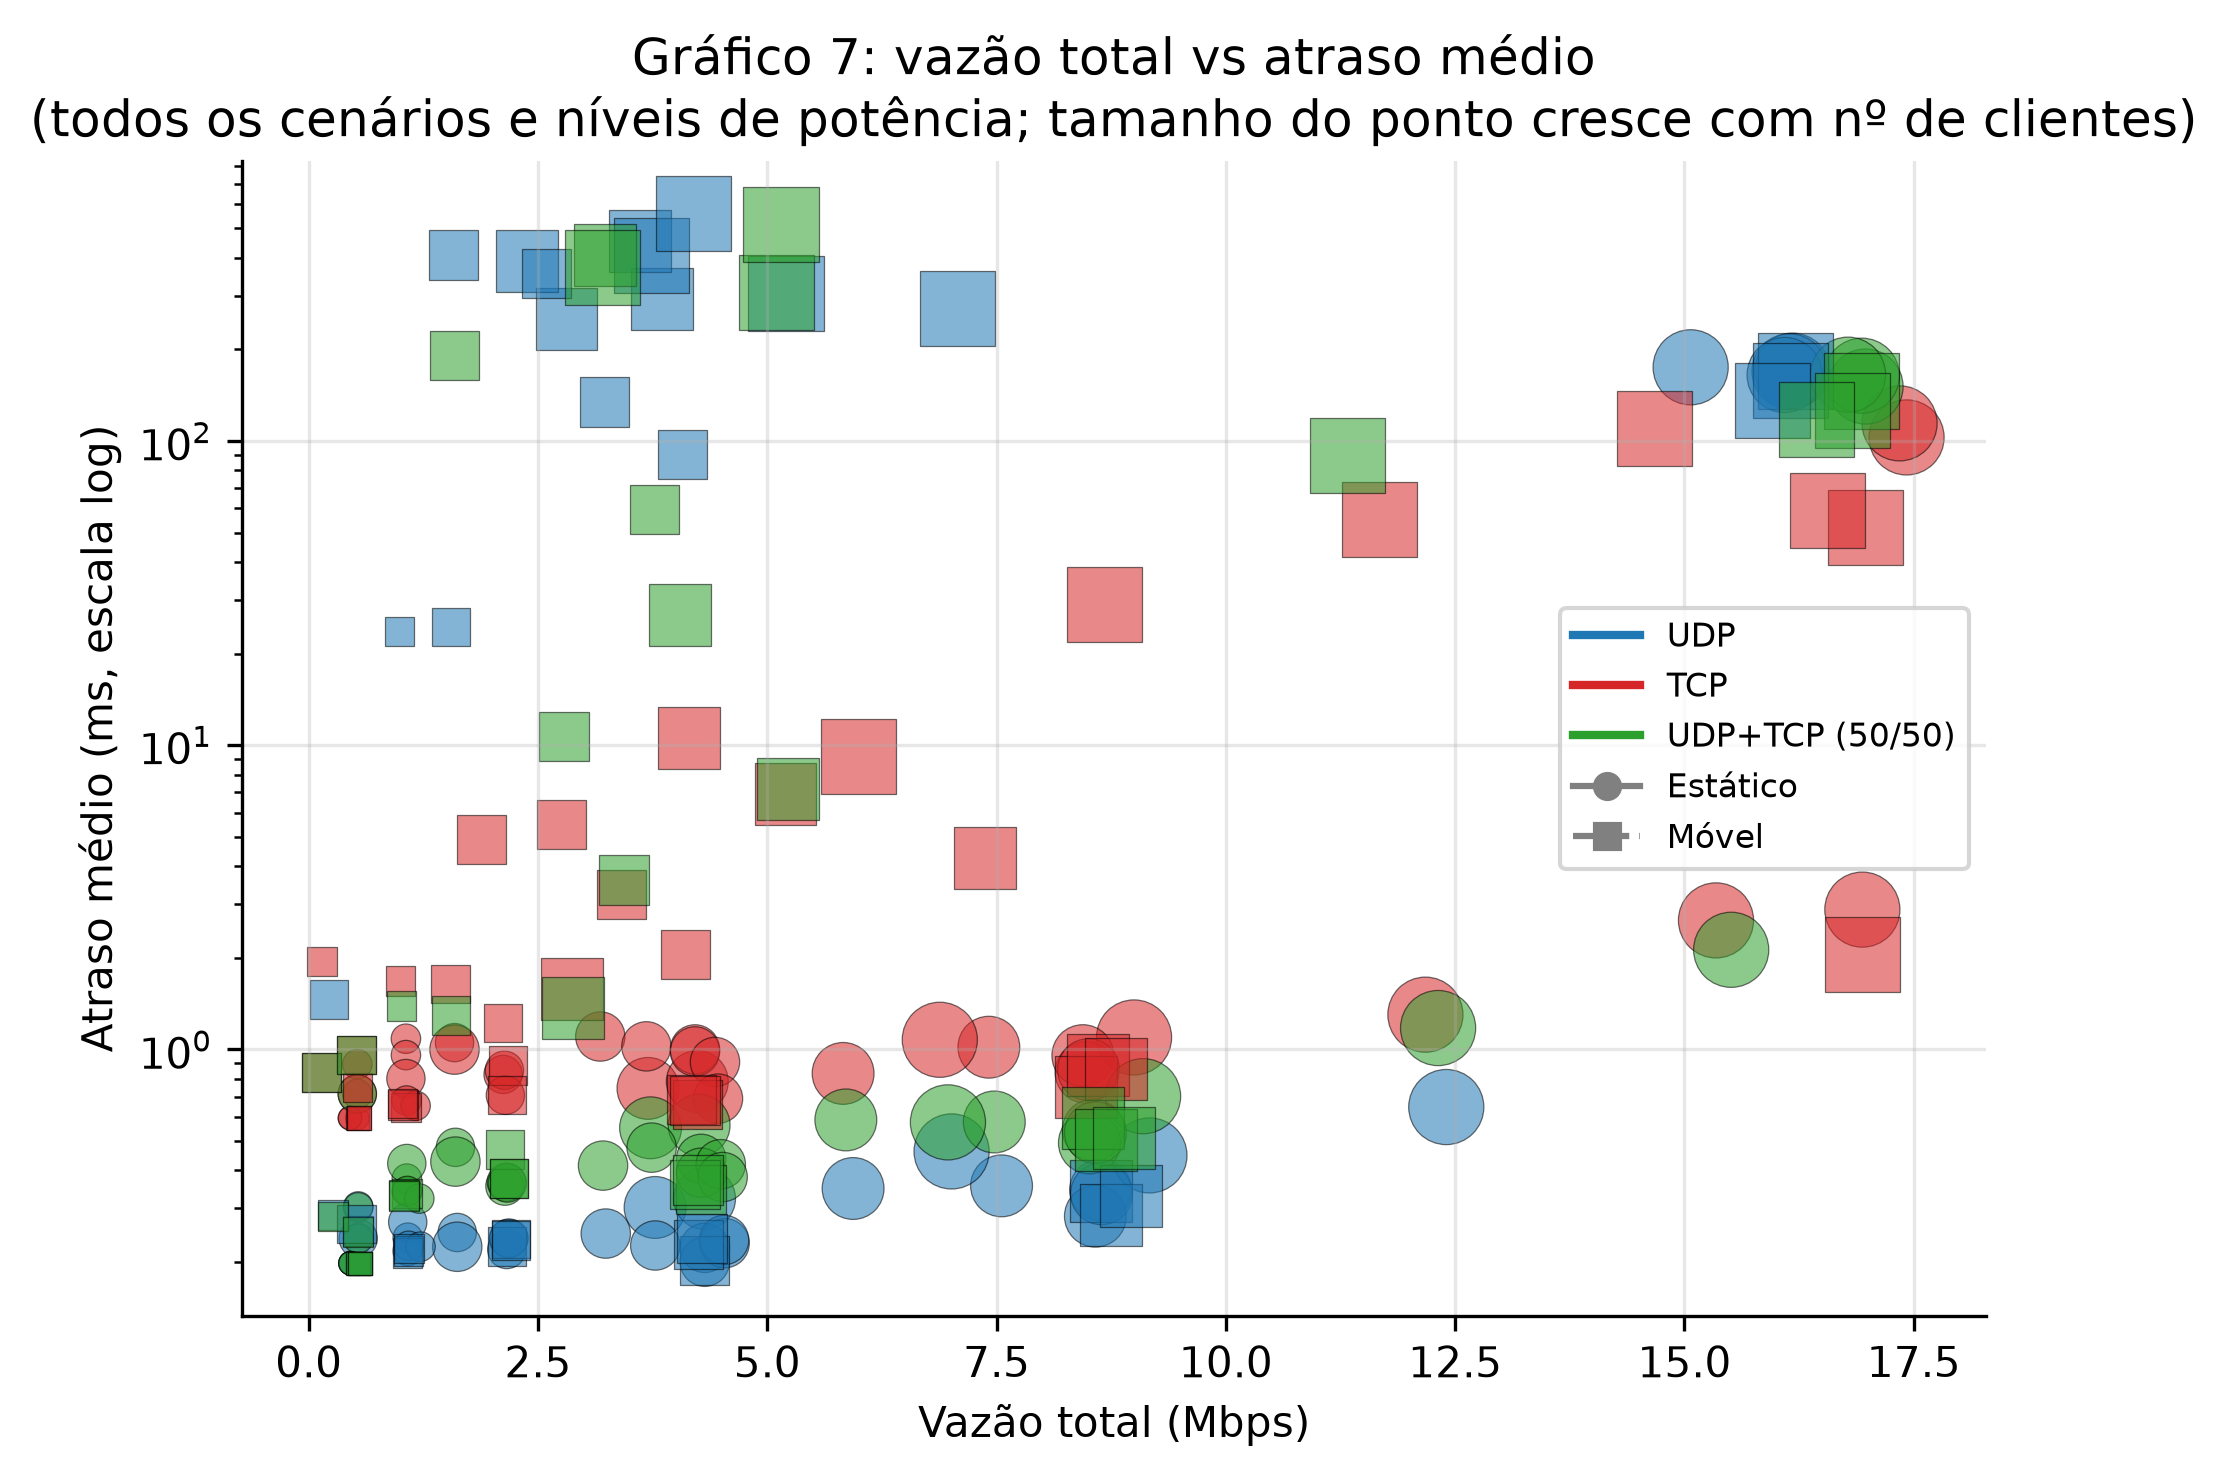 Gráfico 7: vazão total vs atraso médio
(todos os cenários e níveis de potência; tamanho do ponto cresce com nº de clientes)
Atraso médio (ms, escala log)
10²
10¹
10⁰
UDP
TCP
UDP+TCP (50/50)
Estático
Móvel
0.0 2.5 5.0 7.5 10.0 12.5 15.0 17.5
Vazão total (Mbps)